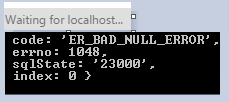 Waiting for localhost...
code: 'ER_BAD_NULL_ERROR',
errno: 1048,
sqlState: '23000',
index: 0 }